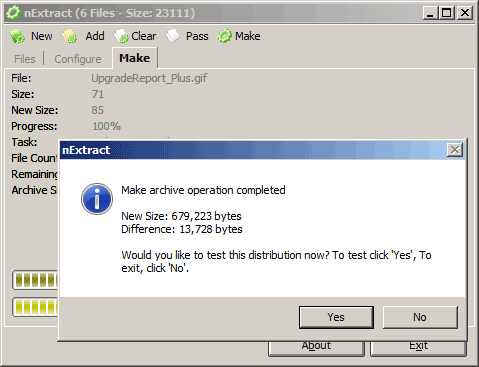 nExtract (6 Files - Size: 23111)
New Add Clear Pass Make
Files Configure Make
File: UpgradeReport_Plus.gif
Size: 71
New Size: 85
Progress: 100%
Task:
File Count
Remaining
Archive S
nExtract
Make archive operation completed
New Size: 679,223 bytes
Difference: 13,728 bytes
Would you like to test this distribution now? To test click 'Yes', To
exit, click 'No'.
Yes No
About Exit